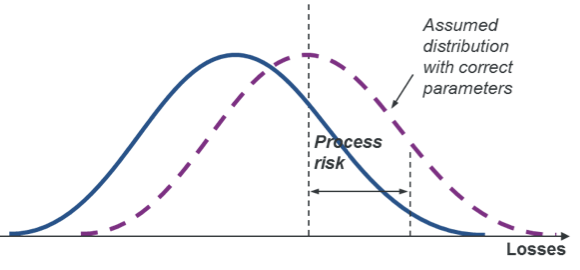 Assumed
distribution
with correct
parameters
Process
risk
Losses